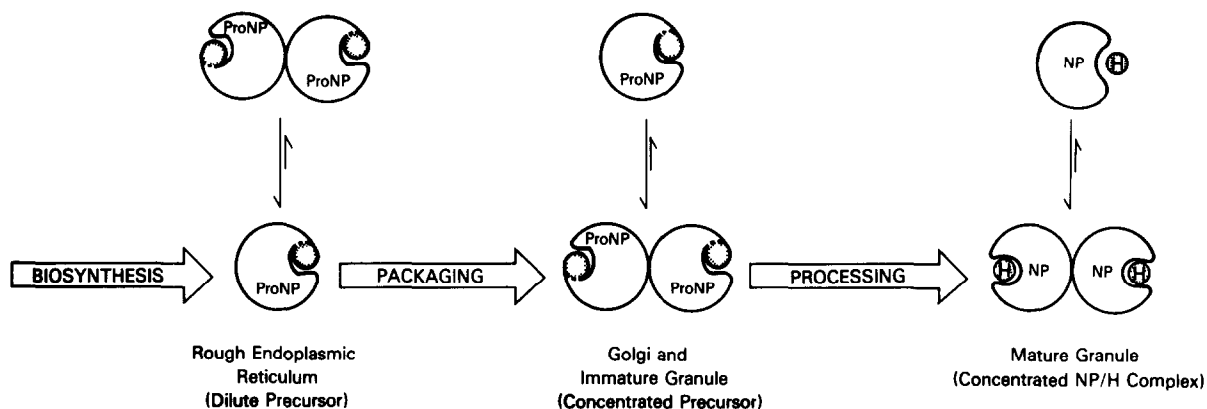 ProNP
ProNP
ProNP
NP
H
BIOSYNTHESIS
ProNP
PACKAGING
ProNP
ProNP
PROCESSING
H
NP
NP
H
Rough Endoplasmic
Reticulum
(Dilute Precursor)
Golgi and
Immature Granule
(Concentrated Precursor)
Mature Granule
(Concentrated NP/H Complex)